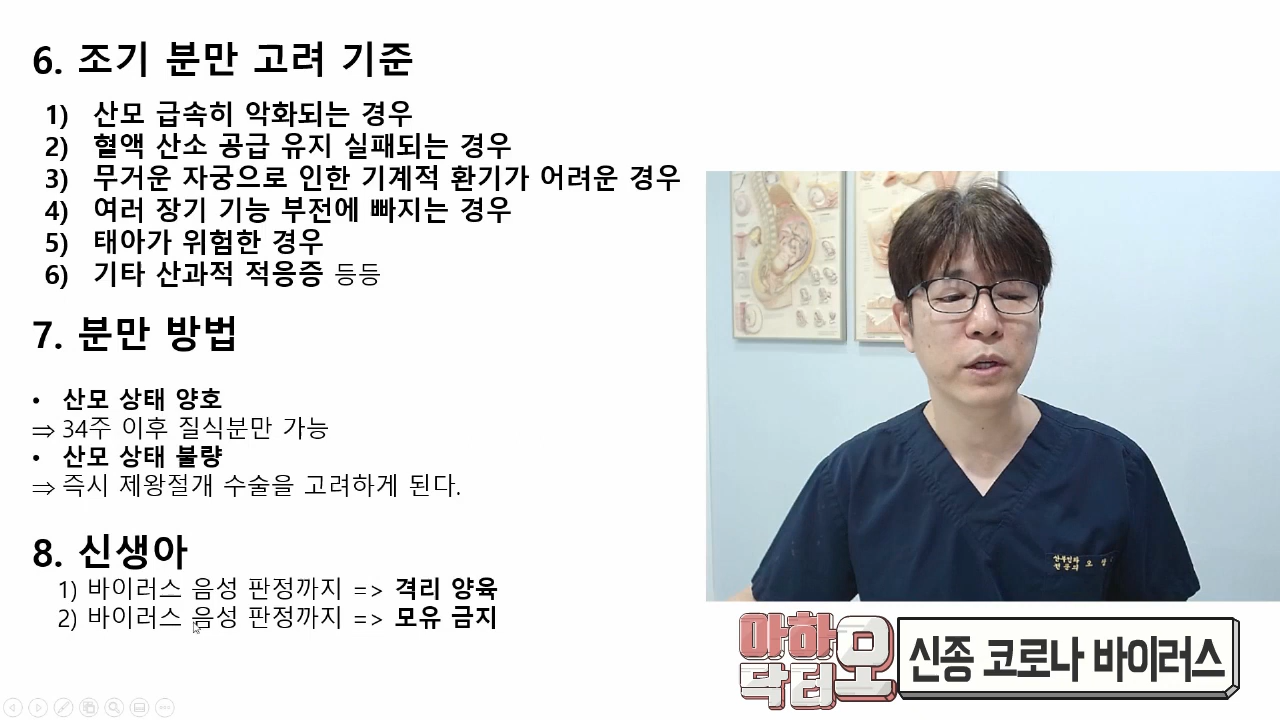 6. 조기 분만 고려 기준
1) 산모 급속히 악화되는 경우
2) 혈액 산소 공급 유지 실패되는 경우
3) 무거운 자궁으로 인한 기계적 환기가 어려운 경우
4) 여러 장기 기능 부전에 빠지는 경우
5) 태아가 위험한 경우
6) 기타 산과적 적응증 등등
7. 분만 방법
• 산모 상태 양호
⇒ 34주 이후 질식분만 가능
• 산모 상태 불량
⇒ 즉시 제왕절개 수술을 고려하게 된다.
8. 신생아
1) 바이러스 음성 판정까지 => 격리 양육
2) 바이러스 음성 판정까지 => 모유 금지
산부인과
전문의 오
아하
닥터오
신종 코로나 바이러스